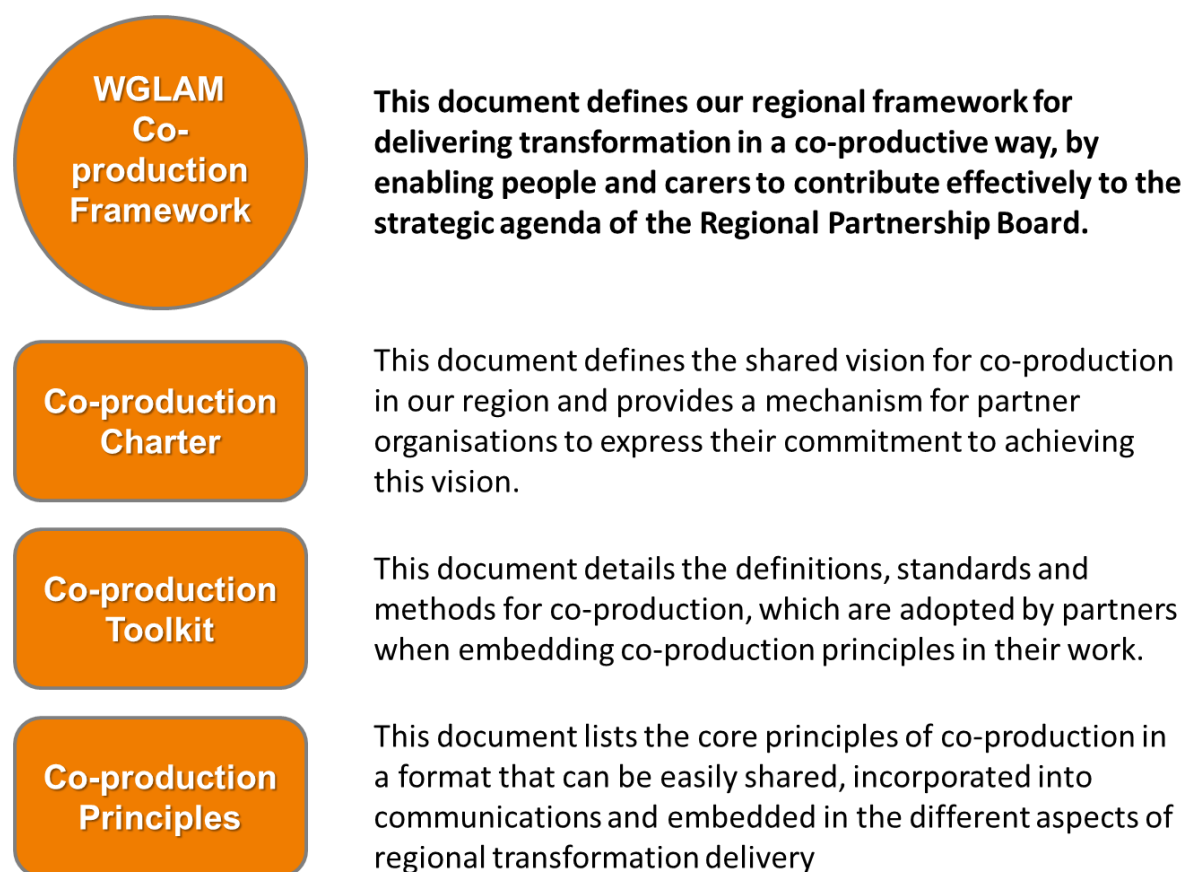 WGLAM
Co-
production
Framework
This document defines our regional framework for
delivering transformation in a co-productive way, by
enabling people and carers to contribute effectively to the
strategic agenda of the Regional Partnership Board.
Co-production
Charter
This document defines the shared vision for co-production
in our region and provides a mechanism for partner
organisations to express their commitment to achieving
this vision.
Co-production
Toolkit
This document details the definitions, standards and
methods for co-production, which are adopted by partners
when embedding co-production principles in their work.
Co-production
Principles
This document lists the core principles of co-production in
a format that can be easily shared, incorporated into
communications and embedded in the different aspects of
regional transformation delivery